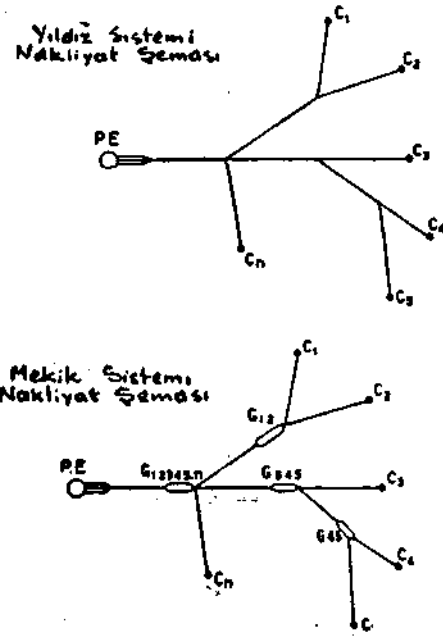 Yıldız Sistemi
Nakliyat Şeması
C1
C2
PE
C3
C4
Cn
C5
Mekik Sistemi
Nakliyat Şeması
C1
C2
G12
PE
G12345.n
G345
C3
G45
C4
Cn
C